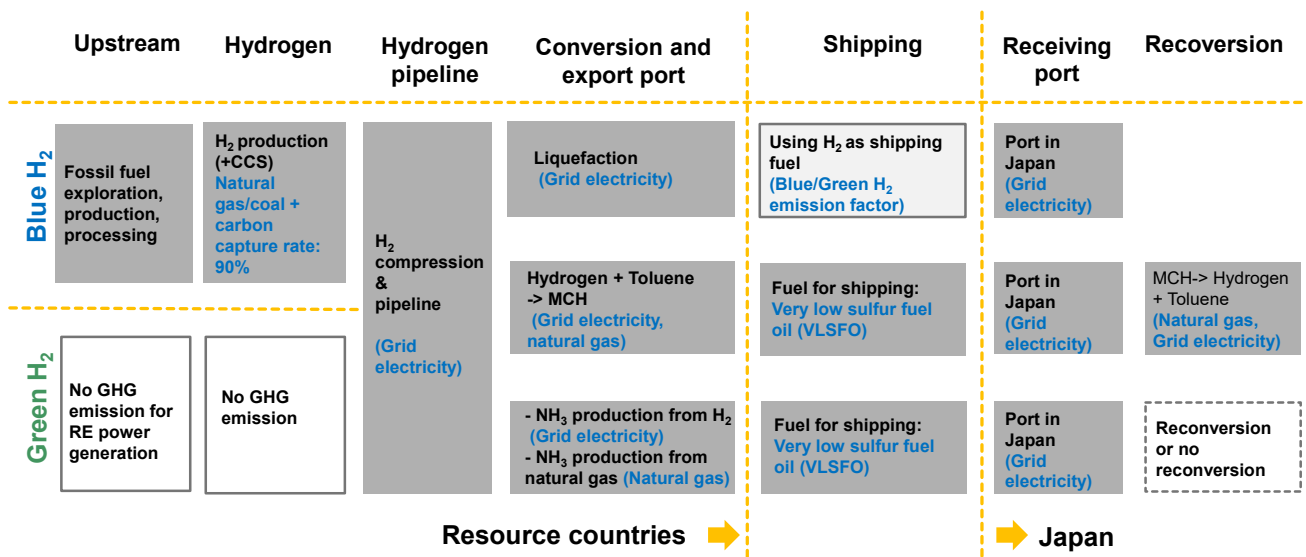 Upstream
Hydrogen
Hydrogen
pipeline
Conversion and
export port
Shipping
Receiving
port
Recoversion
Blue H₂
Fossil fuel
exploration,
production,
processing
H₂ production
(+CCS)
Natural
gas/coal +
carbon
capture rate:
90%
H₂
compression
&
pipeline
(Grid
electricity)
Liquefaction
(Grid electricity)
Using H₂ as shipping
fuel
(Blue/Green H₂
emission factor)
Port in
Japan
(Grid
electricity)
Hydrogen + Toluene
-> MCH
(Grid electricity,
natural gas)
Fuel for shipping:
Very low sulfur fuel
oil (VLSFO)
Port in
Japan
(Grid
electricity)
MCH-> Hydrogen
+ Toluene
(Natural gas,
Grid electricity)
Green H₂
No GHG
emission for
RE power
generation
No GHG
emission
- NH₃ production from H₂
(Grid electricity)
- NH₃ production from
natural gas (Natural gas)
Fuel for shipping:
Very low sulfur fuel
oil (VLSFO)
Port in
Japan
(Grid
electricity)
Reconversion
or no
reconversion
Resource countries
Japan